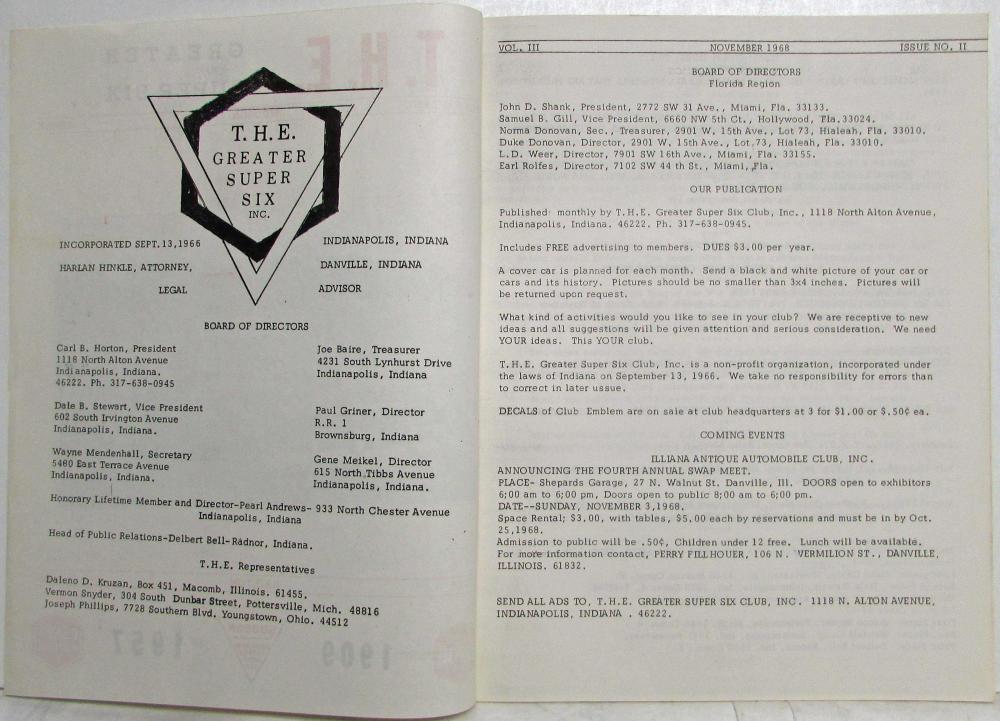 T.H.E.
GREATER
SUPER
SIX
INC.
INCORPORATED SEPT.13,1966
INDIANAPOLIS, INDIANA
HARLAN HINKLE, ATTORNEY,
DANVILLE, INDIANA
LEGAL
ADVISOR
BOARD OF DIRECTORS
Carl B. Horton, President
1118 North Alton Avenue
Indianapolis, Indiana.
46222. Ph. 317-638-0945
Joe Baire, Treasurer
4231 South Lynhurst Drive
Indianapolis, Indiana
Dale B. Stewart, Vice President
602 South Irvington Avenue
Indianapolis, Indiana.
Paul Griner, Director
R.R. 1
Brownsburg, Indiana
Wayne Mendenhall, Secretary
5460 East Terrace Avenue
Indianapolis, Indiana.
Gene Meikel, Director
615 North Tibbs Avenue
Indianapolis, Indiana.
Honorary Lifetime Member and Director-Pearl Andrews- 933 North Chester Avenue
Indianapolis, Indiana
Head of Public Relations-Delbert Bell-Radnor, Indiana.
T.H.E. Representatives
Daleno D. Kruzan, Box 451, Macomb, Illinois. 61455.
Vernon Snyder, 304 South Dunbar Street, Pottersville, Mich. 48816
Joseph Phillips, 7728 Southern Blvd. Youngstown, Ohio. 44512
VOL. III NOVEMBER 1968 ISSUE NO. II
BOARD OF DIRECTORS
Florida Region
John D. Shank, President, 2772 SW 31 Ave., Miami, Fla. 33133.
Samuel B. Gill, Vice President, 6660 NW 5th Ct., Hollywood, Fla.33024.
Norma Donovan, Sec., Treasurer, 2901 W. 15th Ave., Lot 73, Hialeah, Fla. 33010.
Duke Donovan, Director, 2901 W. 15th Ave., Lot.73, Hialeah, Fla. 33010.
L.D. Weer, Director, 7901 SW 16th Ave., Miami, Fla. 33155.
Earl Rolfes, Director, 7102 SW 44 th St., Miami, Fla.
OUR PUBLICATION
Published monthly by T.H.E. Greater Super Six Club, Inc., 1118 North Alton Avenue,
Indianapolis, Indiana. 46222. Ph. 317-638-0945.
Includes FREE advertising to members. DUES $3.00 per year.
A cover car is planned for each month. Send a black and white picture of your car or
cars and its history. Pictures should be no smaller than 3x4 inches. Pictures will
be returned upon request.
What kind of activities would you like to see in your club? We are receptive to new
ideas and all suggestions will be given attention and serious consideration. We need
YOUR ideas. This YOUR club.
T.H.E. Greater Super Six Club, Inc. is a non-profit organization, incorporated under
the laws of Indiana on September 13, 1966. We take no responsibility for errors than
to correct in later ussue.
DECALS of Club Emblem are on sale at club headquarters at 3 for $1.00 or $.50¢ ea.
COMING EVENTS
ILLIANA ANTIQUE AUTOMOBILE CLUB, INC.
ANNOUNCING THE FOURTH ANNUAL SWAP MEET.
PLACE- Shepards Garage, 27 N. Walnut St. Danville, Ill. DOORS open to exhibitors
6;00 am to 6;00 pm, Doors open to public 8;00 am to 6;00 pm.
DATE--SUNDAY, NOVEMBER 3,1968.
Space Rental; $3.00, with tables, $5.00 each by reservations and must be in by Oct.
25,1968.
Admission to public will be .50¢, Children under 12 free. Lunch will be available.
For more information contact, PERRY FILLHOUER, 106 N. VERMILION ST., DANVILLE,
ILLINOIS. 61832.
SEND ALL ADS TO, T.H.E. GREATER SUPER SIX CLUB, INC. 1118 N. ALTON AVENUE,
INDIANAPOLIS, INDIANA . 46222.